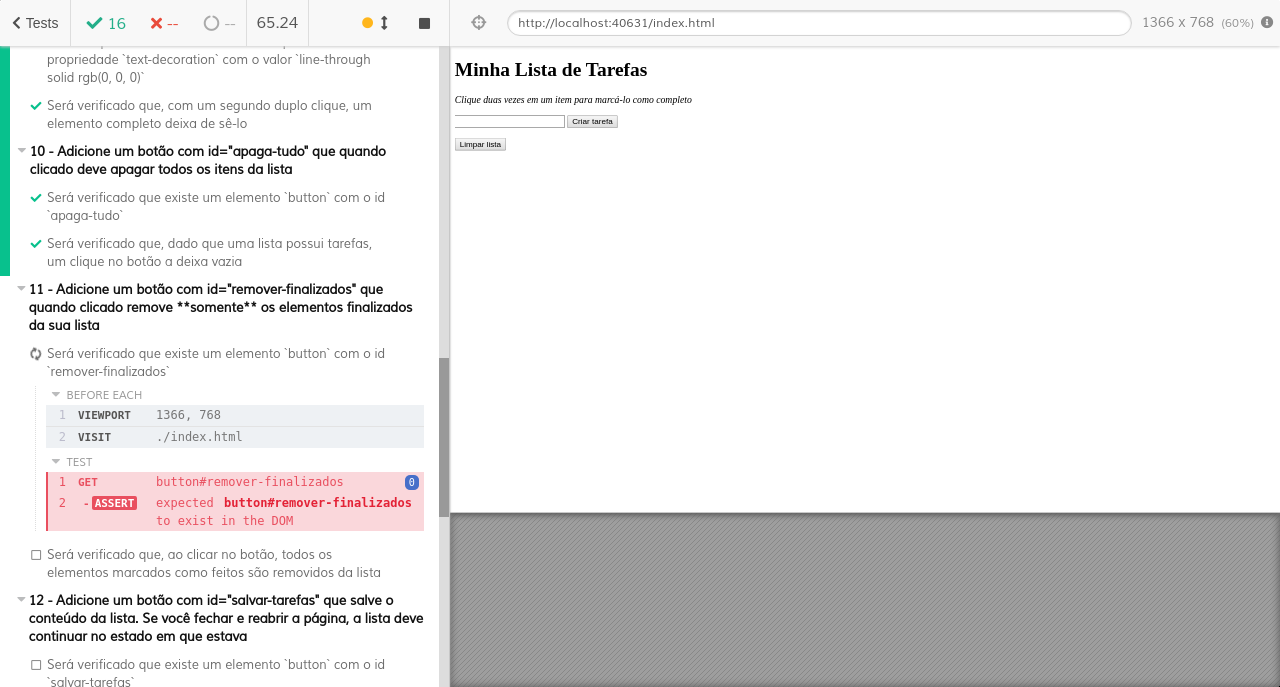 Tests
16
--
--
65.24
http://localhost:40631/index.html
1366 x 768 (60%)
propriedade `text-decoration` com o valor `line-through
solid rgb(0, 0, 0)`
Será verificado que, com um segundo duplo clique, um
elemento completo deixa de sê-lo
10 - Adicione um botão com id="apaga-tudo" que quando
clicado deve apagar todos os itens da lista
Será verificado que existe um elemento `button` com o id
`apaga-tudo`
Será verificado que, dado que uma lista possui tarefas,
um clique no botão a deixa vazia
11 - Adicione um botão com id="remover-finalizados" que
quando clicado remove **somente** os elementos finalizados
da sua lista
Será verificado que existe um elemento `button` com o id
`remover-finalizados`
BEFORE EACH
1 VIEWPORT 1366, 768
2 VISIT ./index.html
TEST
1 GET button#remover-finalizados 0
2 -ASSERT expected button#remover-finalizados
to exist in the DOM
Será verificado que, ao clicar no botão, todos os
elementos marcados como feitos são removidos da lista
12 - Adicione um botão com id="salvar-tarefas" que salve o
conteúdo da lista. Se você fechar e reabrir a página, a lista deve
continuar no estado em que estava
Será verificado que existe um elemento `button` com o id
`salvar-tarefas`
Minha Lista de Tarefas
Clique duas vezes em um item para marcá-lo como completo
Criar tarefa
Limpar lista